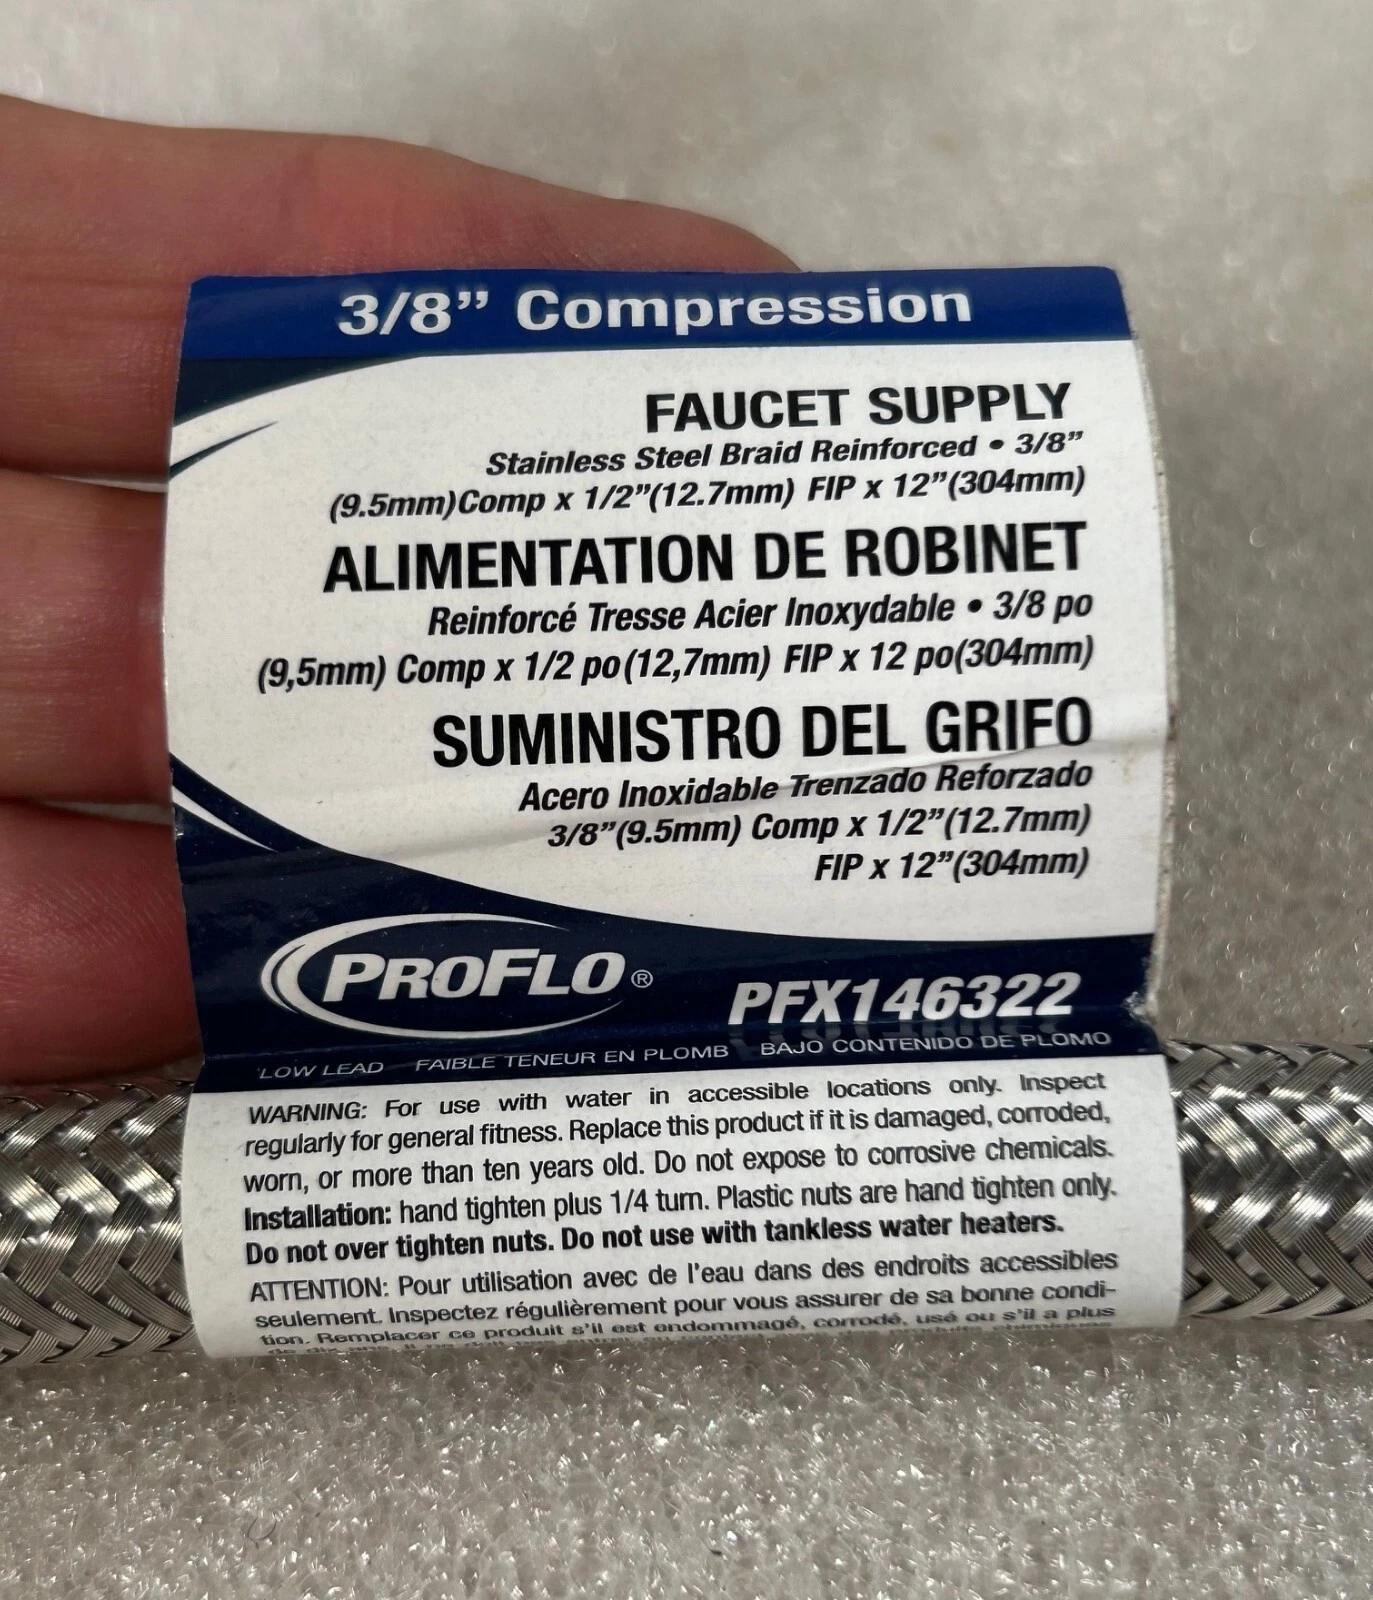 3/8” Compression
FAUCET SUPPLY
Stainless Steel Braid Reinforced • 3/8”
(9.5mm)Comp x 1/2”(12.7mm) FIP x 12”(304mm)
ALIMENTATION DE ROBINET
Reinforcé Tresse Acier Inoxydable • 3/8 po
(9,5mm) Comp x 1/2 po(12,7mm) FIP x 12 po(304mm)
SUMINISTRO DEL GRIFO
Acero Inoxidable Trenzado Reforzado
3/8”(9.5mm) Comp x 1/2”(12.7mm)
FIP x 12”(304mm)
PROFLO® PFX146322
LOW LEAD FAIBLE TENEUR EN PLOMB BAJO CONTENIDO DE PLOMO
WARNING: For use with water in accessible locations only. Inspect
regularly for general fitness. Replace this product if it is damaged, corroded,
worn, or more than ten years old. Do not expose to corrosive chemicals.
Installation: hand tighten plus 1/4 turn. Plastic nuts are hand tighten only.
Do not over tighten nuts. Do not use with tankless water heaters.
ATTENTION: Pour utilisation avec de l’eau dans des endroits accessibles
seulement. Inspectez régulièrement pour vous assurer de sa bonne condi-
tion. Remplacer ce produit s’il est endommagé, corrodé, usé ou s’il a plus
de dix ans. Il ne doit pas